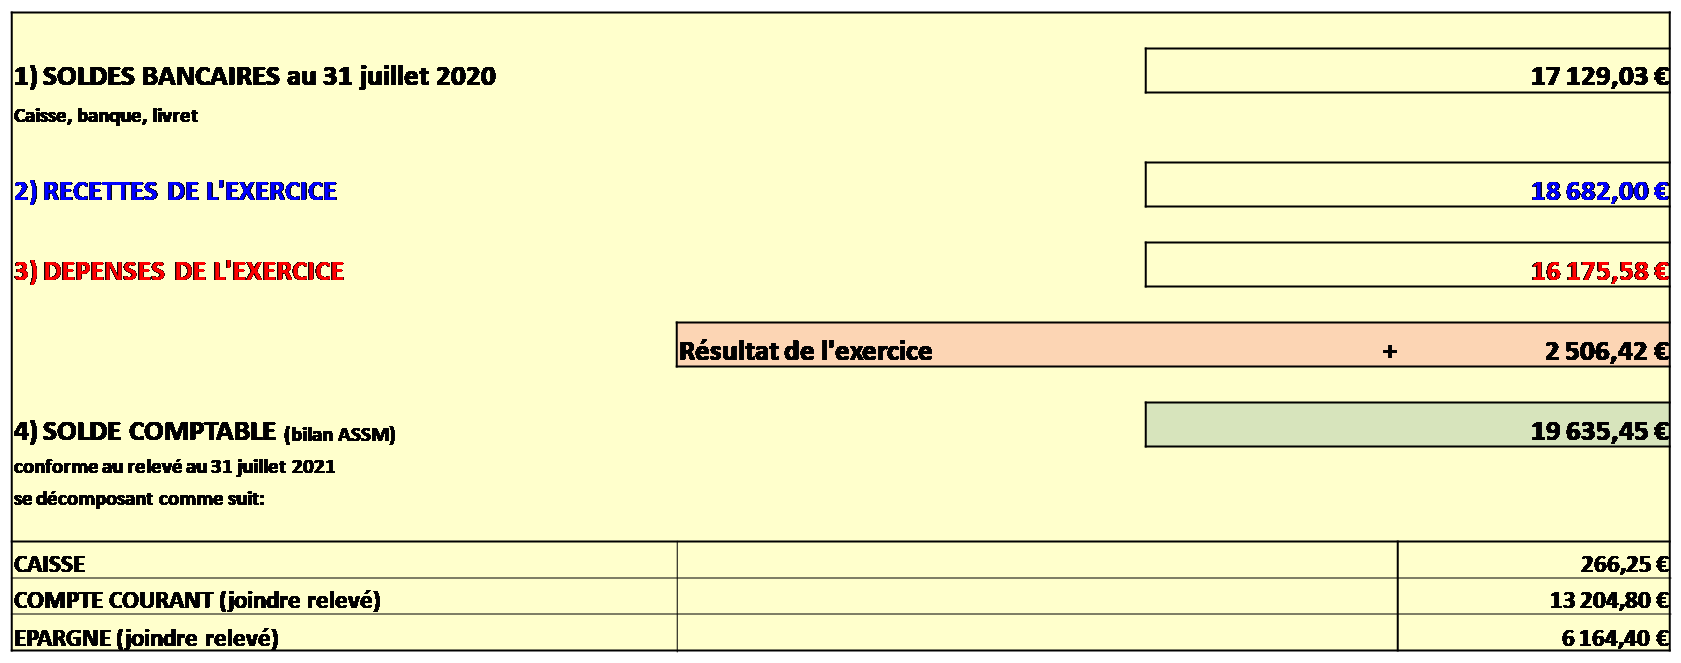 1) SOLDES BANCAIRES au 31 juillet 2020 17 129,03 €
Caisse, banque, livret
2) RECETTES DE L'EXERCICE 18 682,00 €
3) DEPENSES DE L'EXERCICE 16 175,58 €
Résultat de l'exercice + 2 506,42 €
4) SOLDE COMPTABLE (bilan ASSM) 19 635,45 €
conforme au relevé au 31 juillet 2021
se décomposant comme suit:
CAISSE 266,25 €
COMPTE COURANT (joindre relevé) 13 204,80 €
EPARGNE (joindre relevé) 6 164,40 €